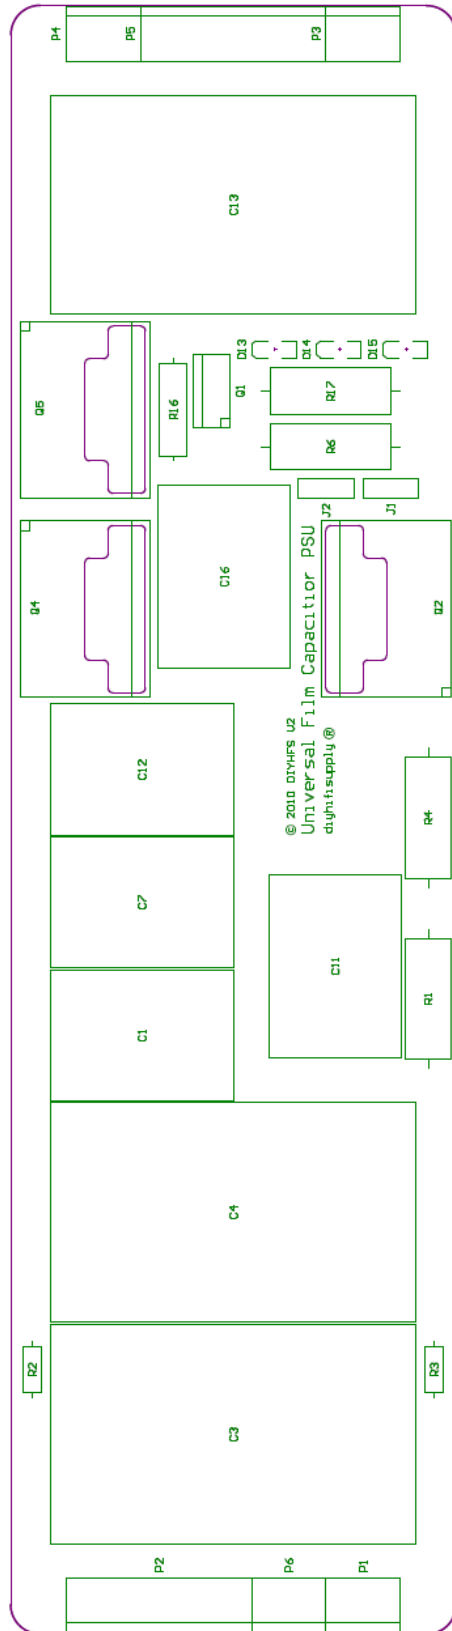 P4
P5
P3
C13
D13
D14
D15
Q5
R16
Q1
R17
R6
J2
J1
Q4
C16
Q2
© 2010 DIYHFS V2
Universal Film Capacitior PSU
diyhifisupply ®
C12
R4
C7
C11
C1
R1
C4
R2
R3
C3
P2
P6
P1